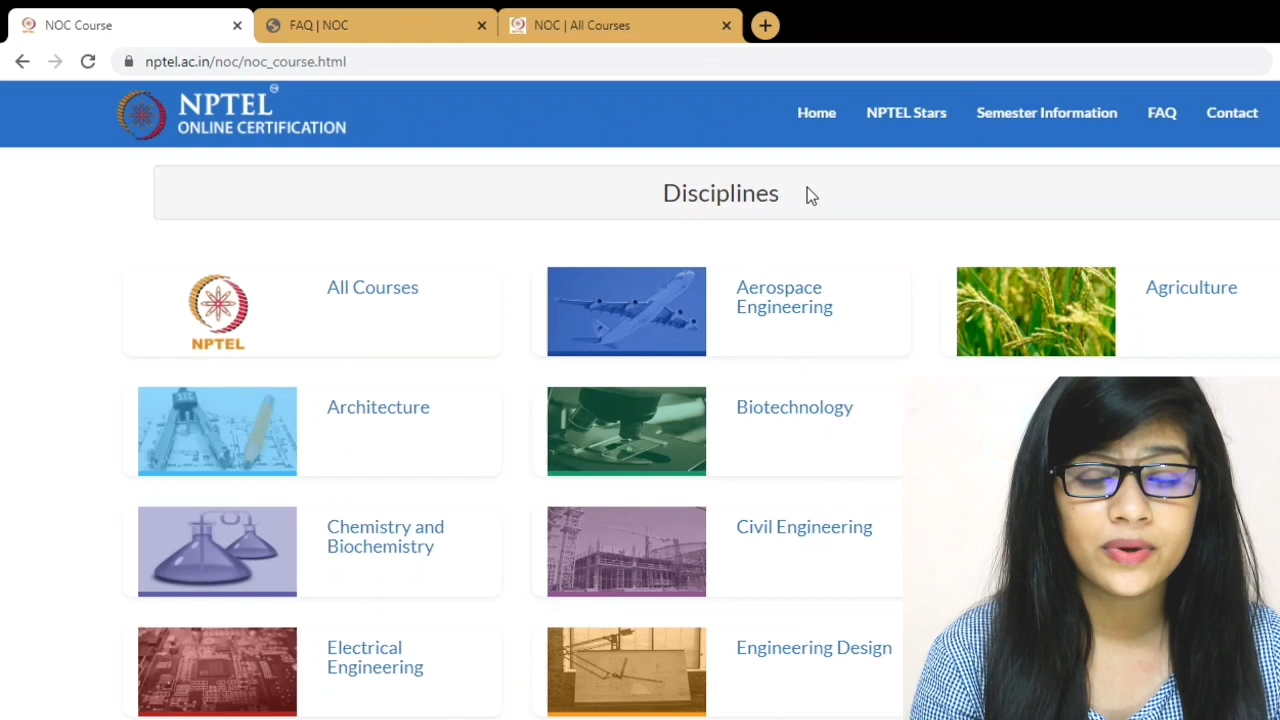 NOC Course
FAQ | NOC
NOC | All Courses
nptel.ac.in/noc/noc_course.html
NPTEL
ONLINE CERTIFICATION
Home
NPTEL Stars
Semester Information
FAQ
Contact
Disciplines
All Courses
NPTEL
Aerospace
Engineering
Agriculture
Architecture
Biotechnology
Chemistry and
Biochemistry
Civil Engineering
Electrical
Engineering
Engineering Design